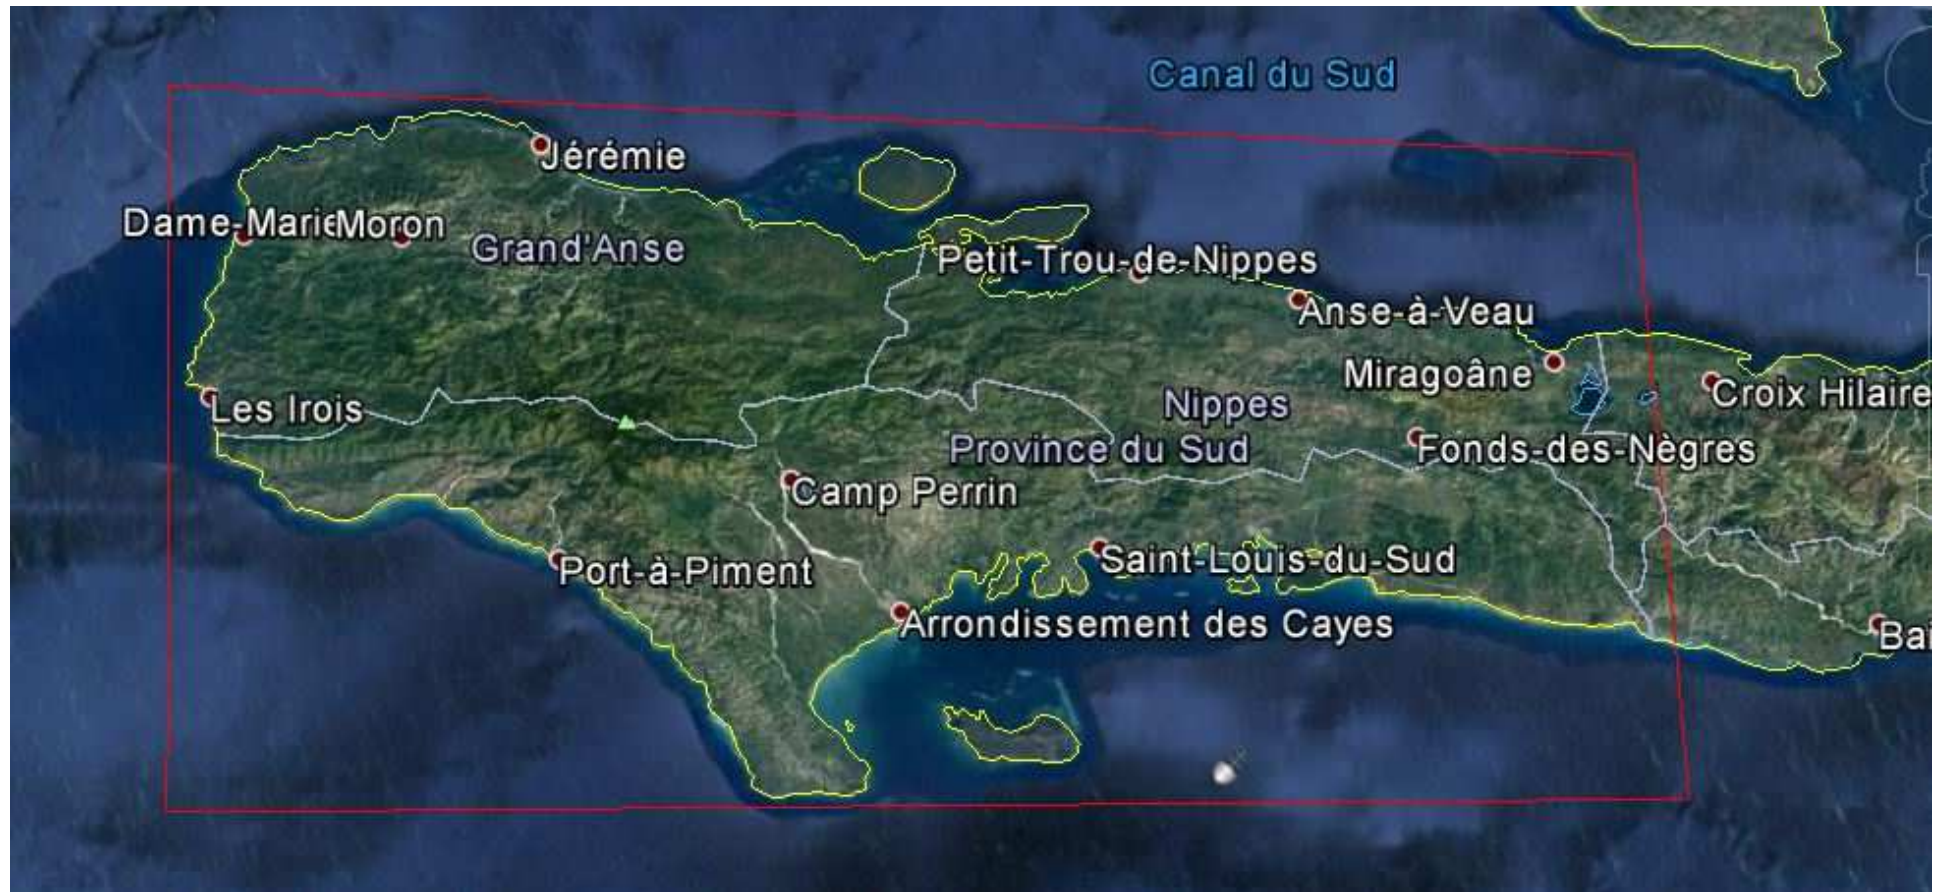 Canal du Sud
Jérémie
Dame-Marie
Moron
Grand'Anse
Petit-Trou-de-Nippes
Anse-à-Veau
Miragoâne
Croix Hilaire
Les Irois
Nippes
Province du Sud
Fonds-des-Nègres
Camp Perrin
Port-à-Piment
Saint-Louis-du-Sud
Arrondissement des Cayes
Bai